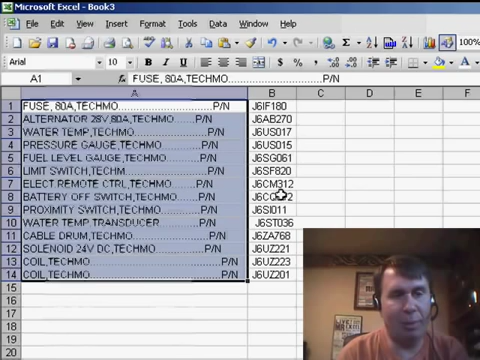 Microsoft Excel - Book3
File Edit View Insert Format Tools Data Window Help
100%
Arial 10 B I U
A1 fx FUSE, 80A,TECHMO..............................P/N
A B C D E F
1 FUSE, 80A,TECHMO..............................P/N J6IF180
2 ALTERNATOR 28V,80A,TECHMO.......P/N J6AB270
3 WATER TEMP,TECHMO.......................P/N J6US017
4 PRESSURE GAUGE,TECHMO............P/N J6US015
5 FUEL LEVEL GAUGE,TECHMO..........P/N J6SG061
6 LIMIT SWITCH,TECHM.........................P/N J6SF820
7 ELECT REMOTE CTRL,TECHMO.........P/N J6CM312
8 BATTERY OFF SWITCH,TECHMO.......P/N
9 PROXIMITY SWITCH,TECHMO............P/N J6SI011
10 WATER TEMP TRANSDUCER..............P/N J6ST036
11 CABLE DRUM,TECHMO......................P/N J6ZA768
12 SOLENOID 24V DC,TECHMO...............P/N J6UZ221
13 COIL,TECHMO.......................................P/N J6UZ223
14 COIL,TECHMO.......................................P/N J6UZ201
15
16
17
18
19
20